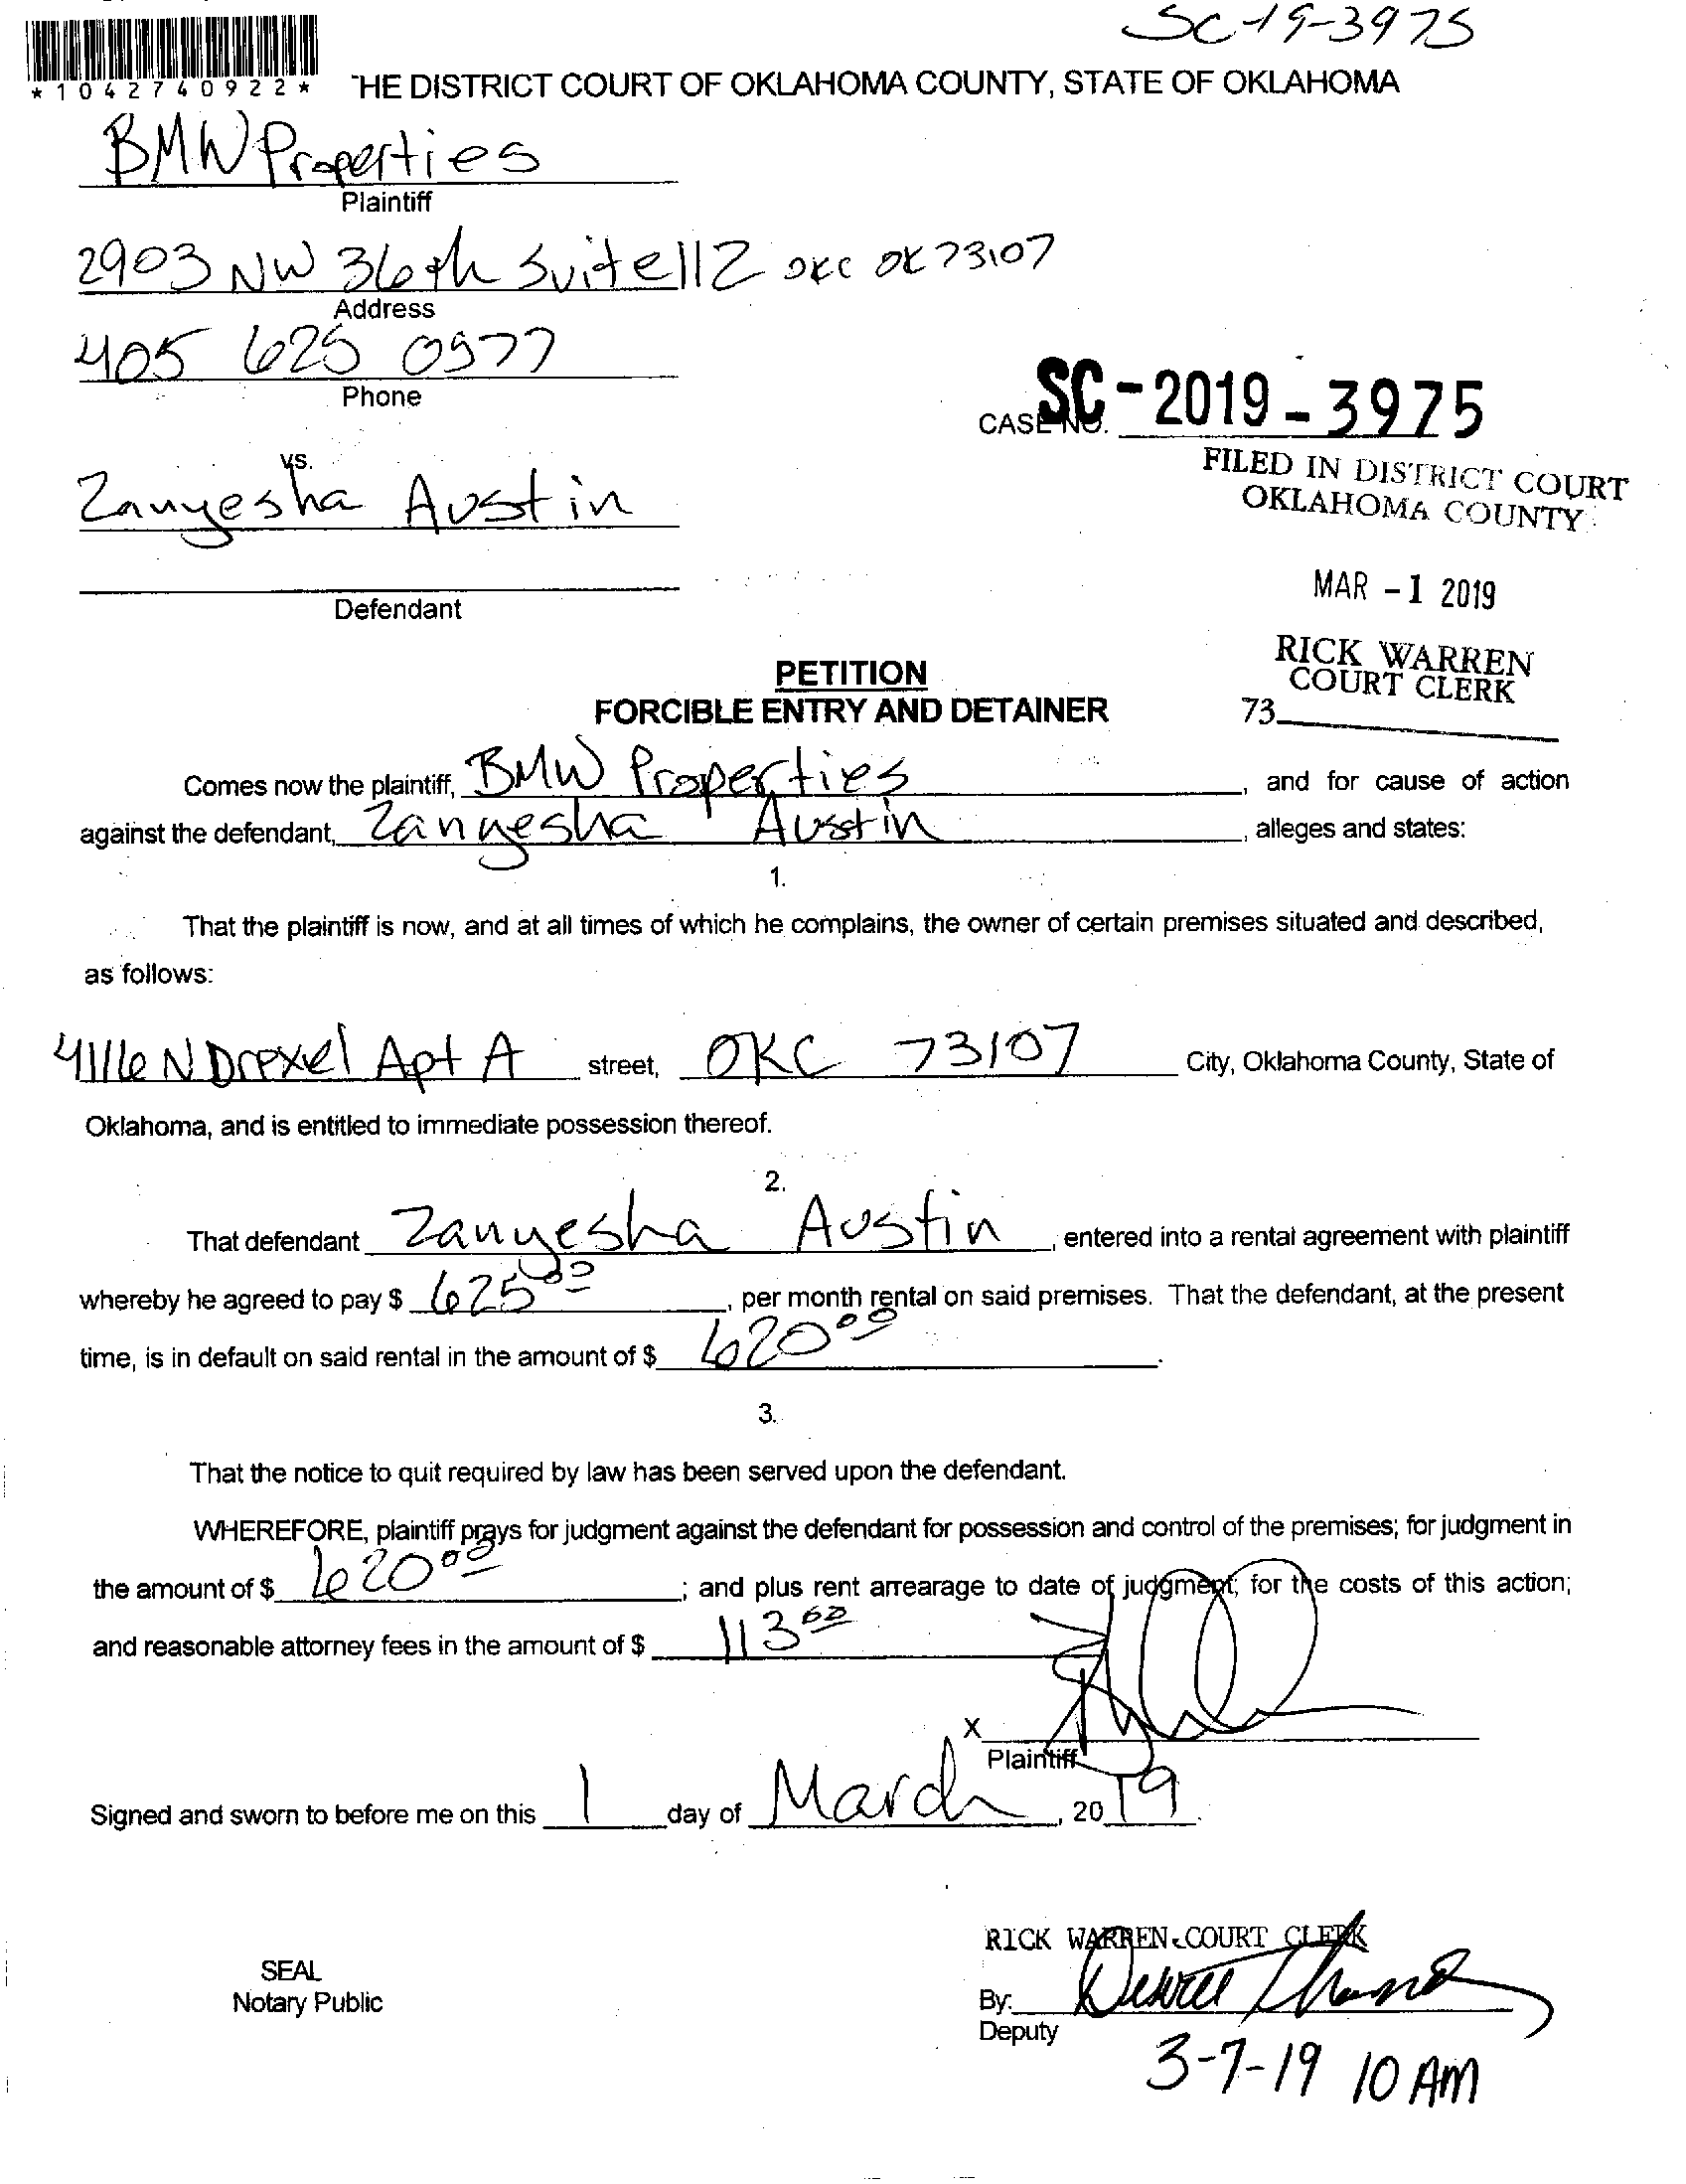 SC-19-3975
*1042740922*
THE DISTRICT COURT OF OKLAHOMA COUNTY, STATE OF OKLAHOMA
BMW Properties
Plaintiff
2903 NW 36th Suite 112 OKC OK 73107
Address
405 625 0977
Phone
CASE NO. SC-2019-3975
FILED IN DISTRICT COURT
OKLAHOMA COUNTY
vs.
Zanyesha Austin
MAR -1 2019
Defendant
RICK WARREN
COURT CLERK
73
PETITION
FORCIBLE ENTRY AND DETAINER
Comes now the plaintiff, BMW Properties, and for cause of action
against the defendant, Zanyesha Austin, alleges and states:
1.
That the plaintiff is now, and at all times of which he complains, the owner of certain premises situated and described,
as follows:
4116 N Drexel Apt A street, OKC 73107 City, Oklahoma County, State of
Oklahoma, and is entitled to immediate possession thereof.
2.
That defendant Zanyesha Austin, entered into a rental agreement with plaintiff
whereby he agreed to pay $ 625 00, per month rental on said premises. That the defendant, at the present
time, is in default on said rental in the amount of $ 620 00.
3.
That the notice to quit required by law has been served upon the defendant.
WHEREFORE, plaintiff prays for judgment against the defendant for possession and control of the premises; for judgment in
the amount of $ 620 00; and plus rent arrearage to date of judgment; for the costs of this action;
and reasonable attorney fees in the amount of $ 113
X
Plaintiff
Signed and sworn to before me on this 1 day of March, 2019.
RICK WARREN, COURT CLERK
SEAL
Notary Public
By:
Deputy
3-7-19 10 AM